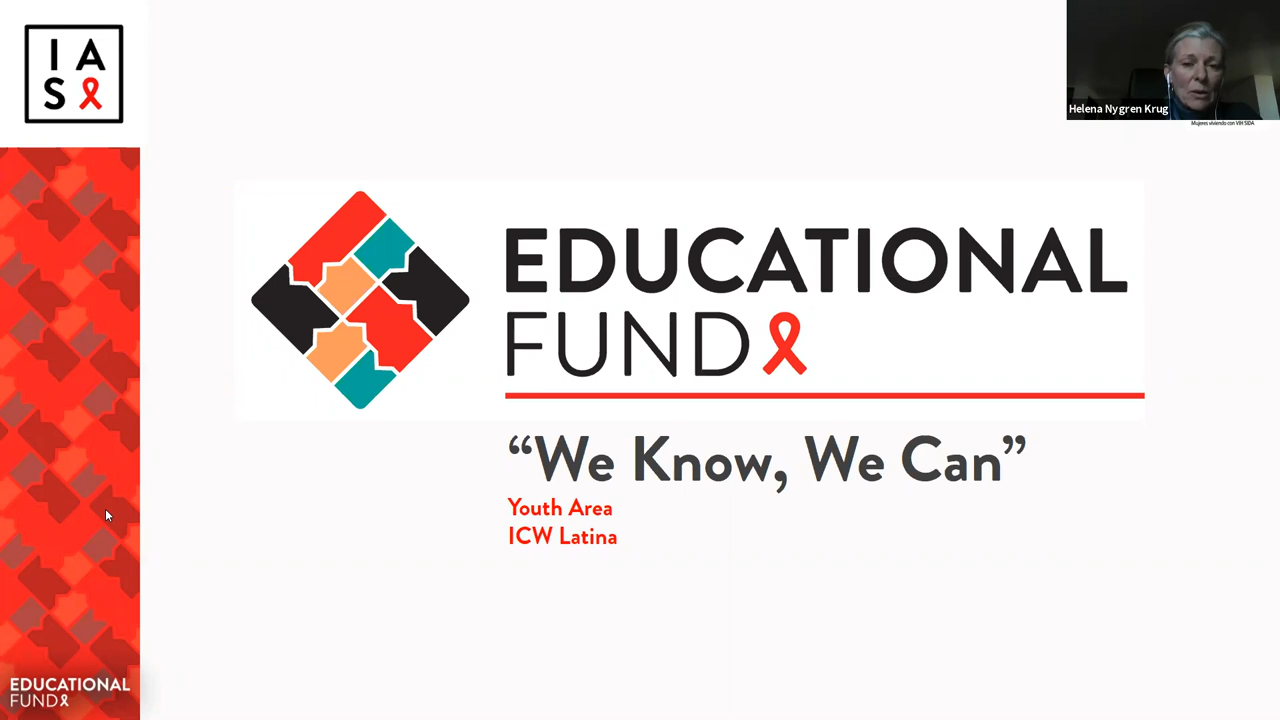 IAS
Helena Nygren Krug
Mujeres viviendo con VIH SIDA
EDUCATIONAL
FUND
“We Know, We Can”
Youth Area
ICW Latina
EDUCATIONAL
FUND